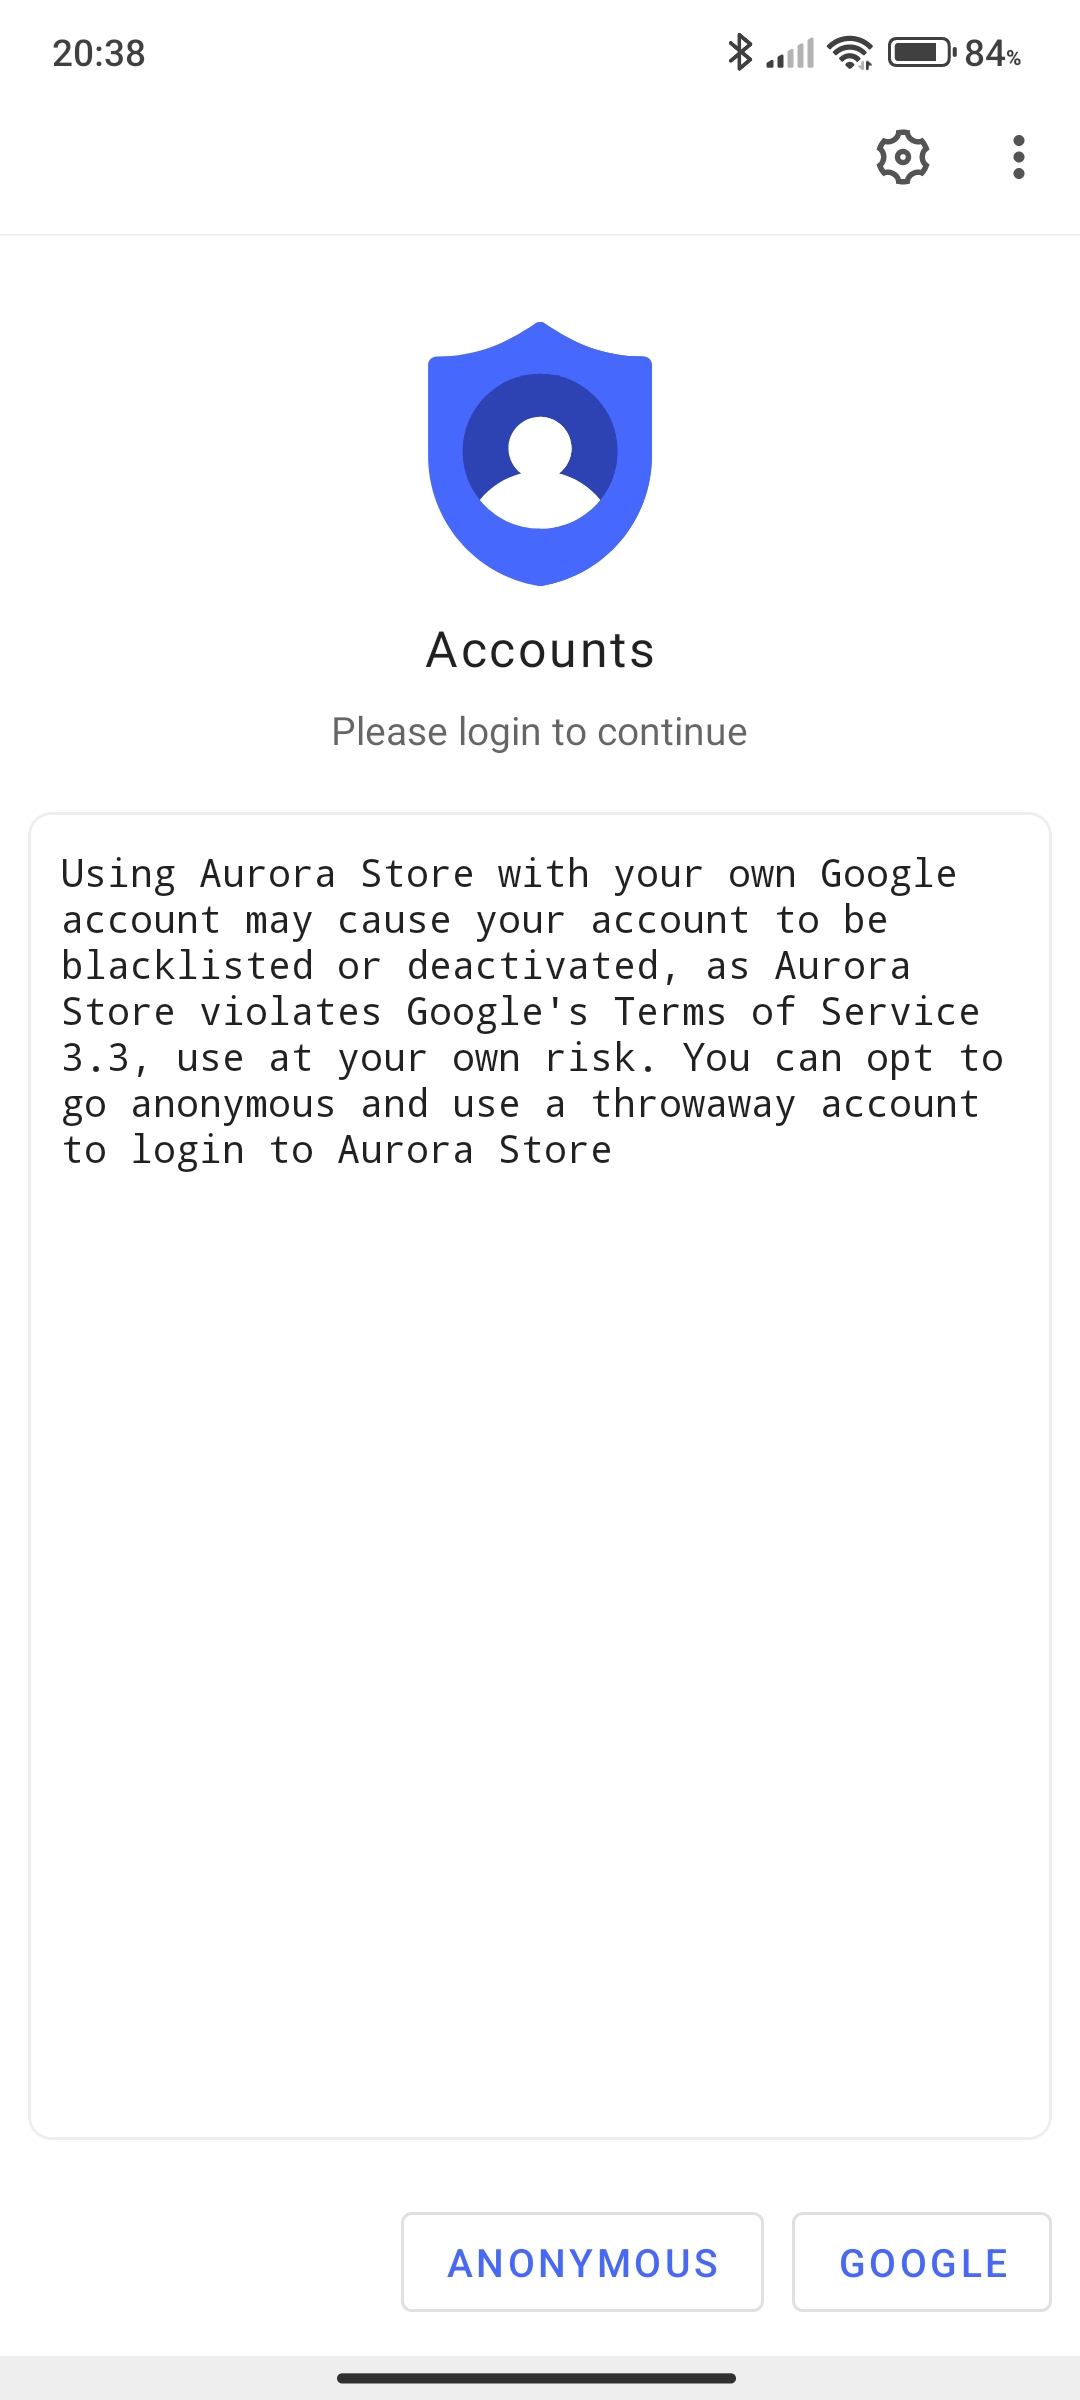 20:38
84%
Accounts
Please login to continue
Using Aurora Store with your own Google
account may cause your account to be
blacklisted or deactivated, as Aurora
Store violates Google's Terms of Service
3.3, use at your own risk. You can opt to
go anonymous and use a throwaway account
to login to Aurora Store
ANONYMOUS
GOOGLE